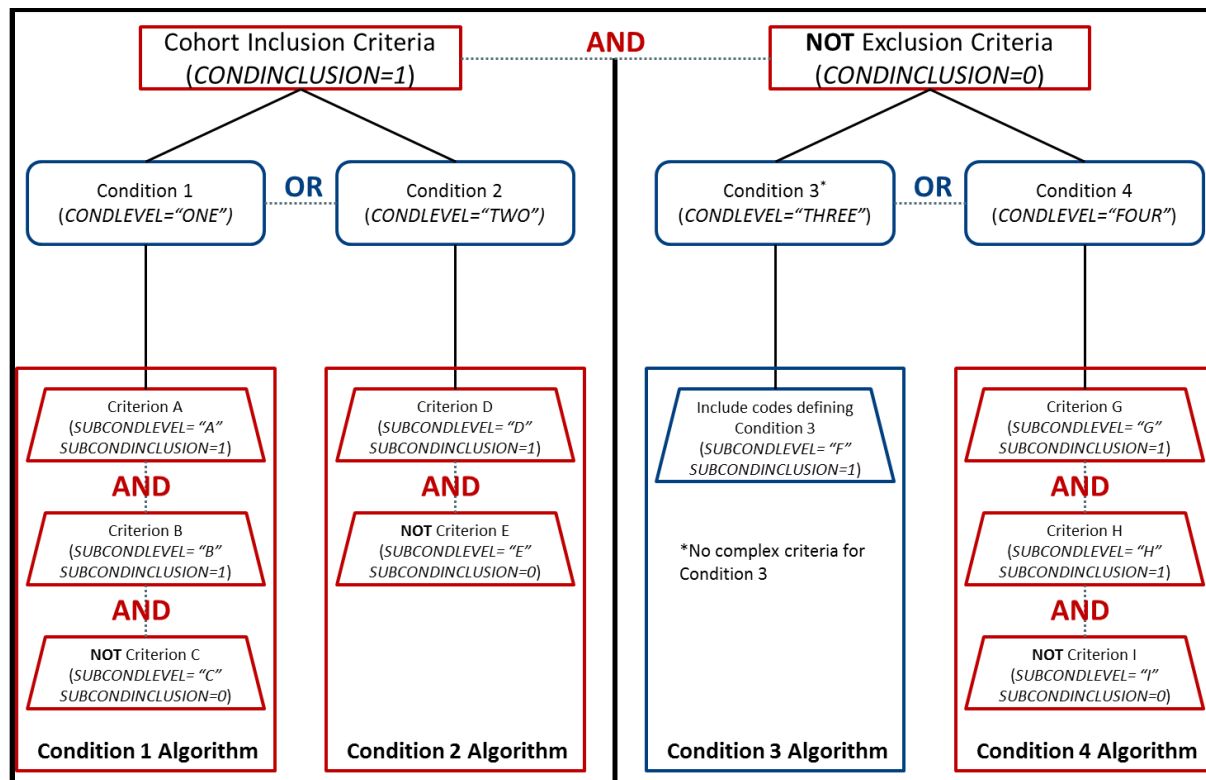 Cohort Inclusion Criteria
(CONDINCLUSION=1)
AND
NOT Exclusion Criteria
(CONDINCLUSION=0)
Condition 1
(CONDLEVEL=“ONE”)
OR
Condition 2
(CONDLEVEL=“TWO”)
Condition 3*
(CONDLEVEL=“THREE”)
OR
Condition 4
(CONDLEVEL=“FOUR”)
Criterion A
(SUBCONDLEVEL= “A”
SUBCONDINCLUSION=1)
AND
Criterion B
(SUBCONDLEVEL= “B”
SUBCONDINCLUSION=1)
AND
NOT Criterion C
(SUBCONDLEVEL= “C”
SUBCONDINCLUSION=0)
Condition 1 Algorithm
Criterion D
(SUBCONDLEVEL= “D”
SUBCONDINCLUSION=1)
AND
NOT Criterion E
(SUBCONDLEVEL= “E”
SUBCONDINCLUSION=0)
Condition 2 Algorithm
Include codes defining
Condition 3
(SUBCONDLEVEL= “F”
SUBCONDINCLUSION=1)
*No complex criteria for
Condition 3
Condition 3 Algorithm
Criterion G
(SUBCONDLEVEL= “G”
SUBCONDINCLUSION=1)
AND
Criterion H
(SUBCONDLEVEL= “H”
SUBCONDINCLUSION=1)
AND
NOT Criterion I
(SUBCONDLEVEL= “I”
SUBCONDINCLUSION=0)
Condition 4 Algorithm